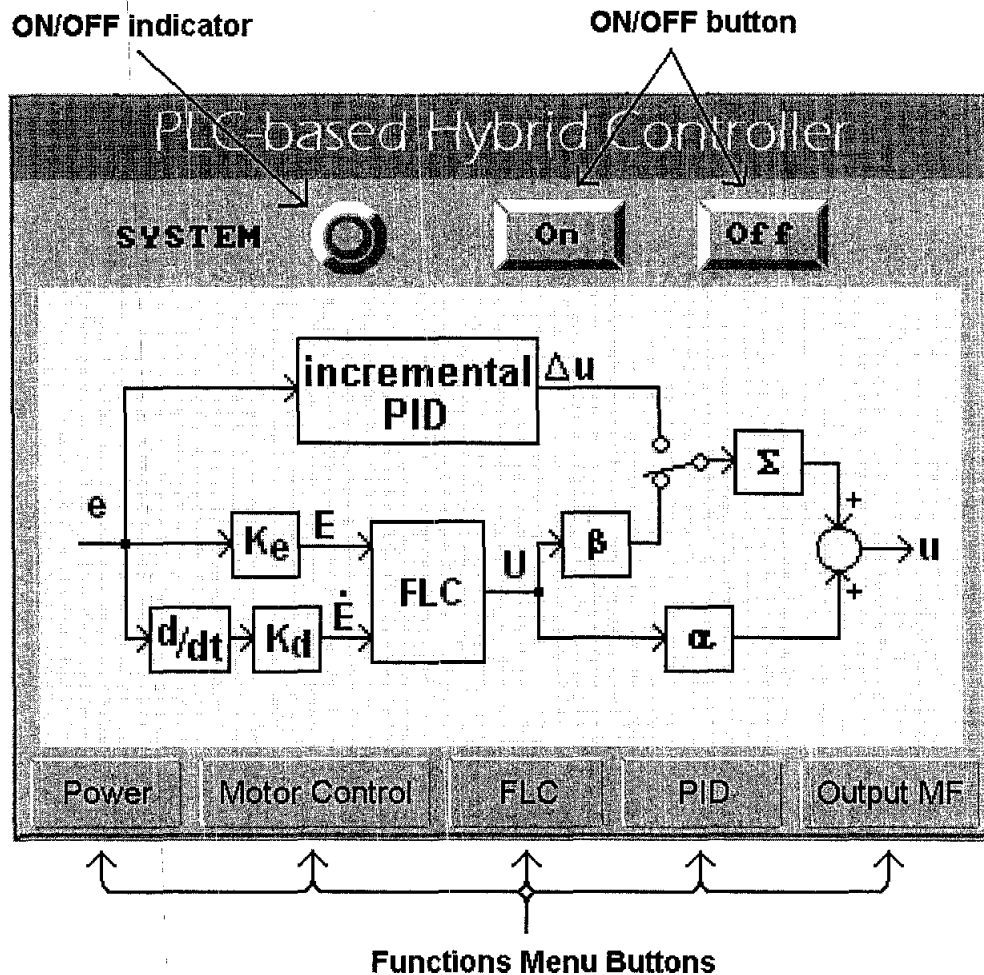 ON/OFF indicator
ON/OFF button
PLC-based Hybrid Controller
SYSTEM
On
Off
incremental
PID
Δu
Σ
e
+
Ke
E
FLC
U
β
u
+
d/dt
Kd
Ė
α
Power
Motor Control
FLC
PID
Output MF
Functions Menu Buttons